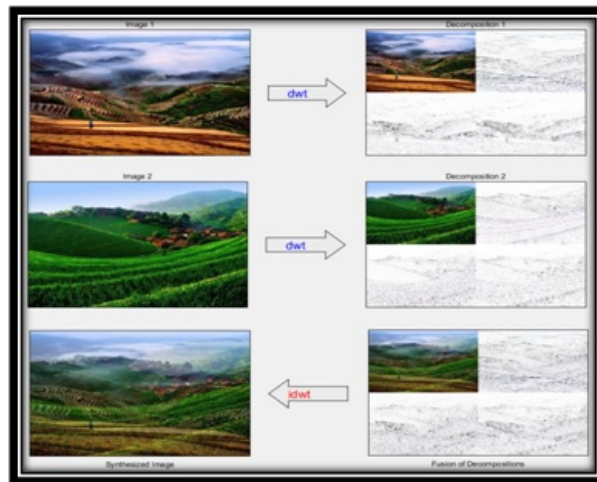 Image 1
Decomposition 1
dwt
Image 2
Decomposition 2
dwt
idwt
Synthesized Image
Fusion of Decompositions